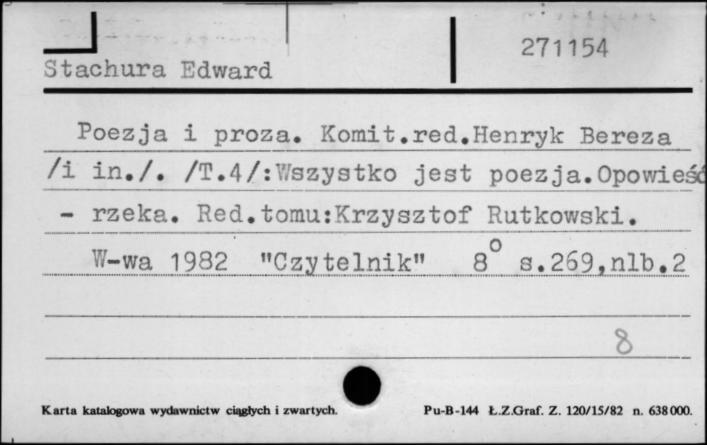 271154
Stachura Edward
Poezja i proza. Komit.red.Henryk Bereza
/i in./. /T.4/:Wszystko jest poezja.Opowieść
- rzeka. Red.tomu:Krzysztof Rutkowski.
W-wa 1982 "Czytelnik" 8° s.269,nlb.2
8
Karta katalogowa wydawnictw ciągłych i zwartych. Pu-B-144 Ł.Z.Graf. Z. 120/15/82 n. 638000.